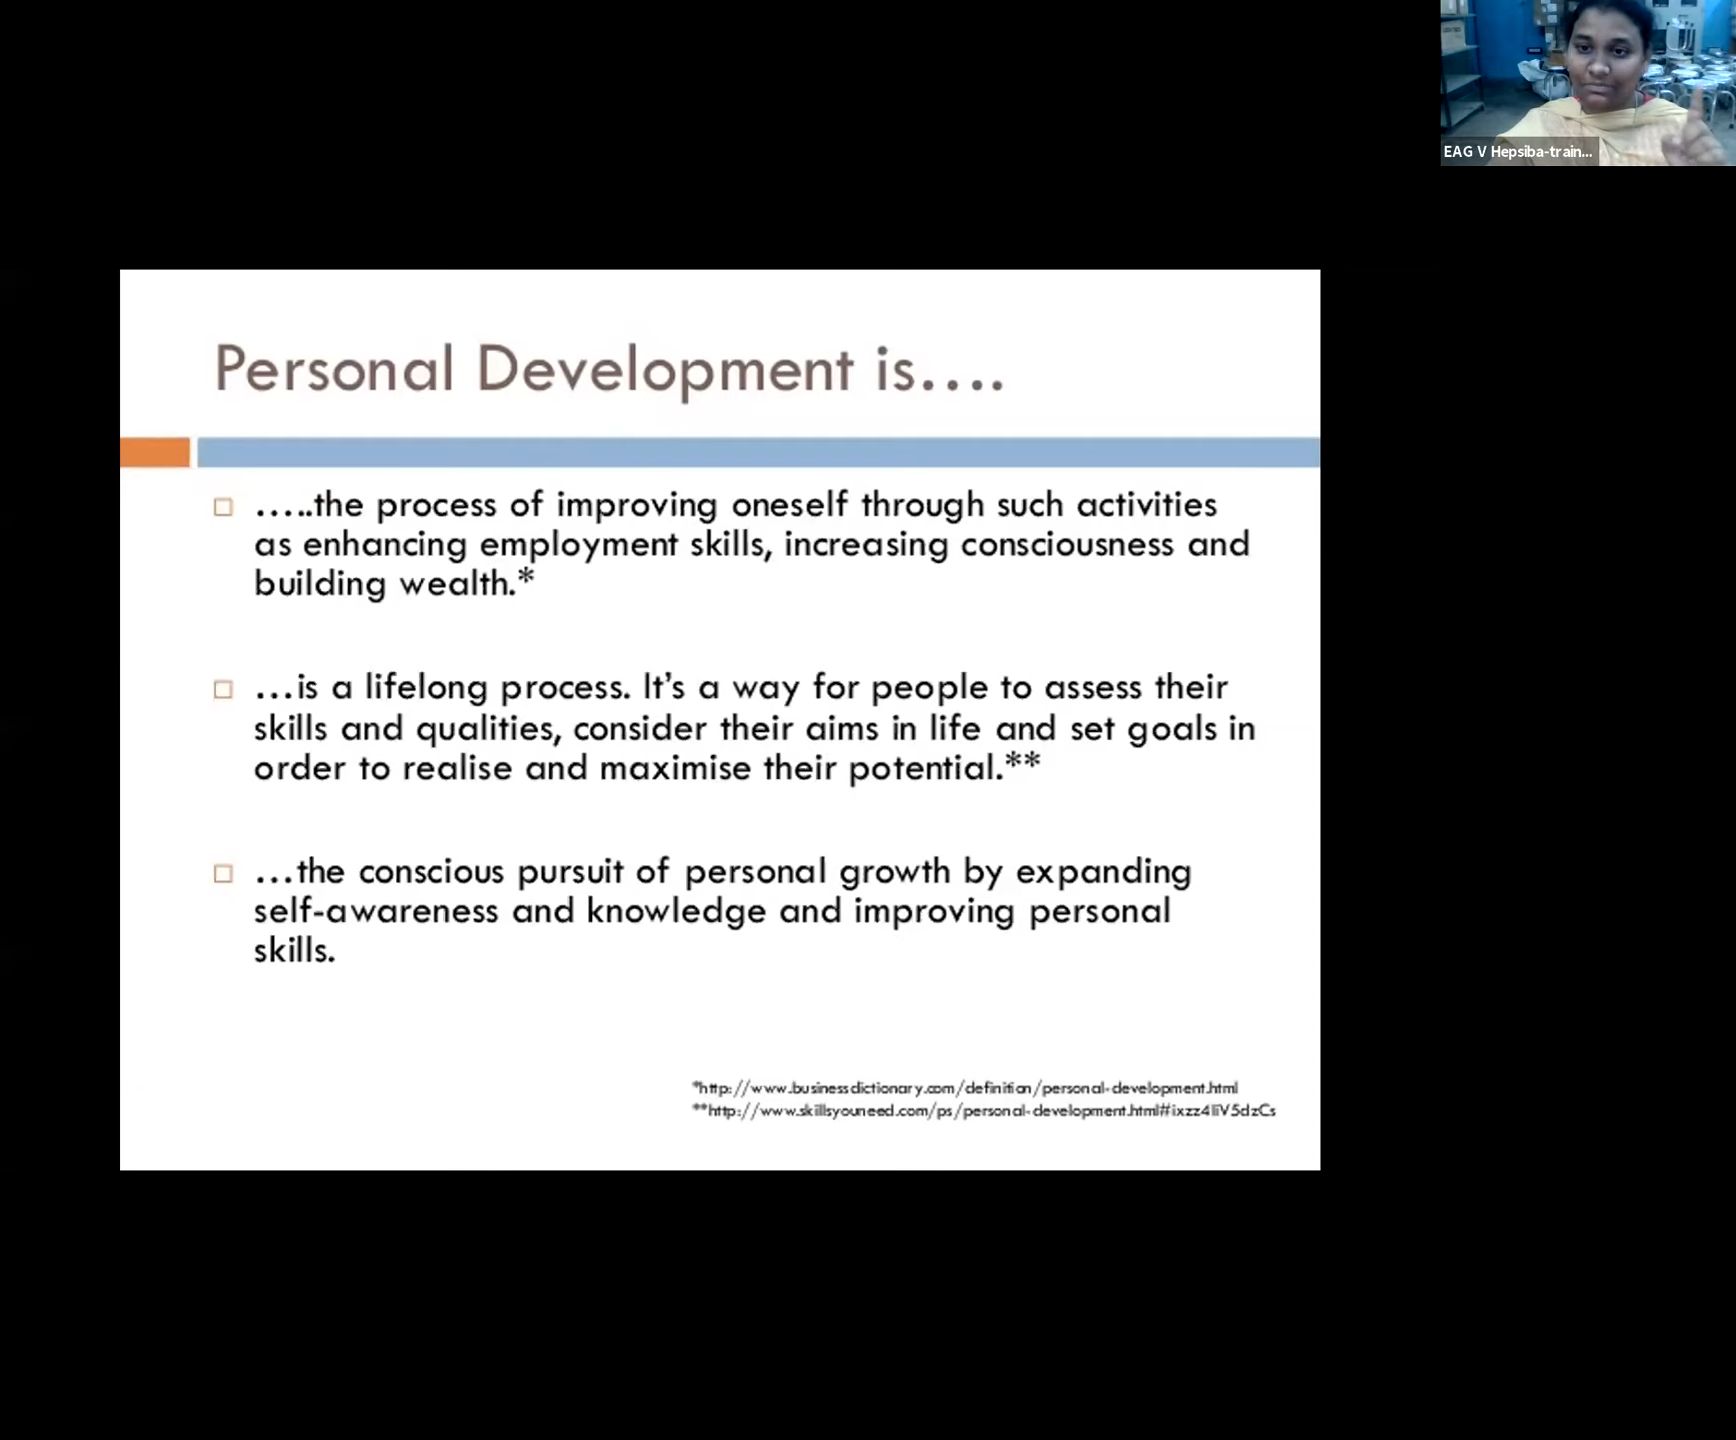 EAG V Hepsiba-train...
Personal Development is....
.....the process of improving oneself through such activities
as enhancing employment skills, increasing consciousness and
building wealth.*
...is a lifelong process. It's a way for people to assess their
skills and qualities, consider their aims in life and set goals in
order to realise and maximise their potential.**
...the conscious pursuit of personal growth by expanding
self-awareness and knowledge and improving personal
skills.
*http://www.businessdictionary.com/definition/personal-development.html
**http://www.skillsyouneed.com/ps/personal-development.html#ixzz4liV5dzCs